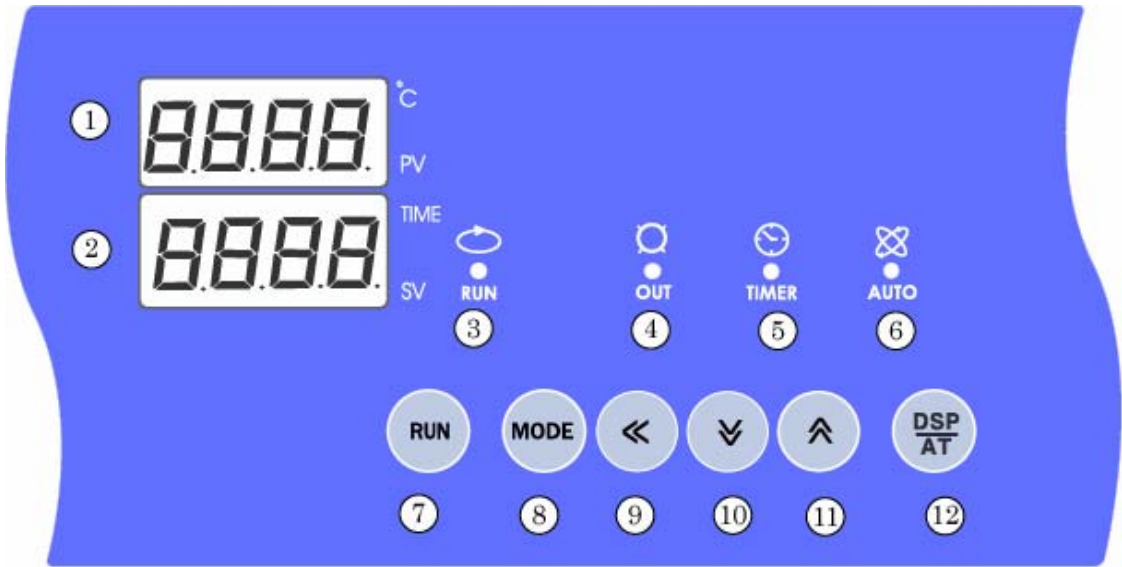 °C
① 8.8.8.8.
PV
TIME
② 8.8.8.8.
SV
RUN OUT TIMER AUTO
③ ④ ⑤ ⑥
RUN MODE DSP
AT
⑦ ⑧ ⑨ ⑩ ⑪ ⑫